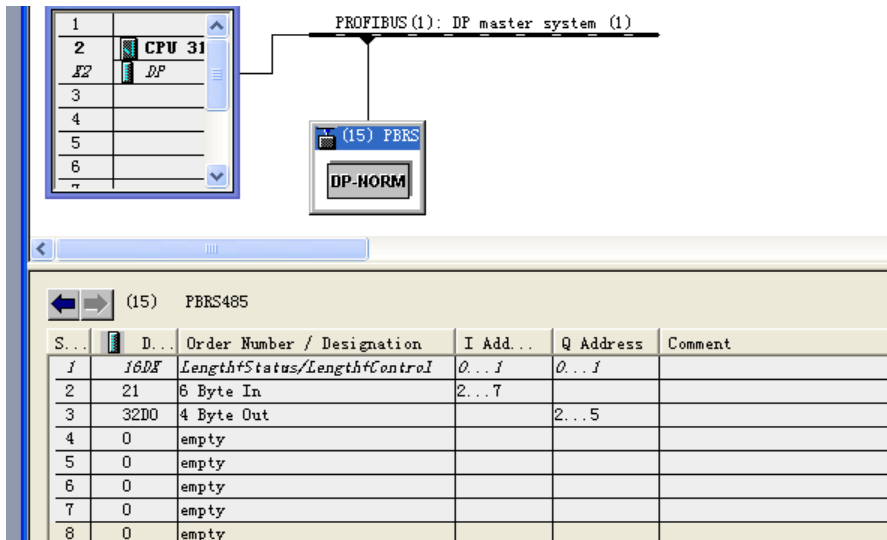 1
PROFIBUS(1): DP master system (1)
2 CPU 31
X2 DP
3
4
5
6
7
(15) PBRS
DP-NORM
(15) PBRS485
S... D... Order Number / Designation I Add... Q Address Comment
1 16DX Length+Status/Length+Control 0...1 0...1
2 21 6 Byte In 2...7
3 32DO 4 Byte Out 2...5
4 0 empty
5 0 empty
6 0 empty
7 0 empty
8 0 empty